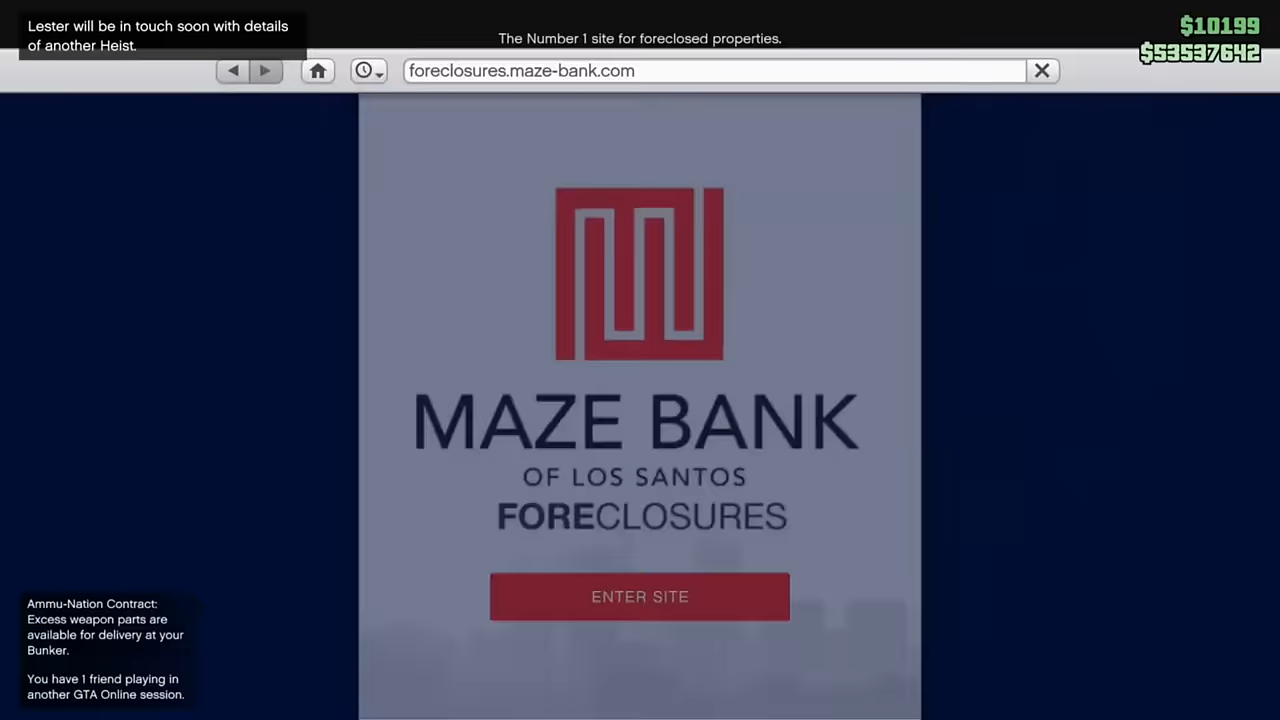 Lester will be in touch soon with details
of another Heist.
The Number 1 site for foreclosed properties.
$10199
$53537642
foreclosures.maze-bank.com
MAZE BANK
OF LOS SANTOS
FORECLOSURES
ENTER SITE
Ammu-Nation Contract:
Excess weapon parts are
available for delivery at your
Bunker.
You have 1 friend playing in
another GTA Online session.